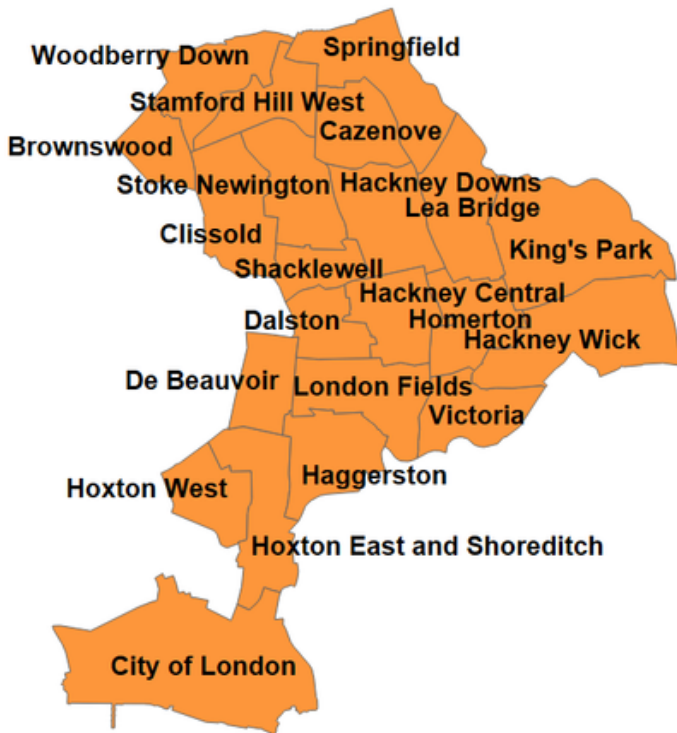 Springfield
Woodberry Down
Stamford Hill West
Cazenove
Brownswood
Hackney Downs
Stoke Newington
Lea Bridge
Clissold
King's Park
Shacklewell
Hackney Central
Dalston
Homerton
Hackney Wick
De Beauvoir
London Fields
Victoria
Haggerston
Hoxton West
Hoxton East and Shoreditch
City of London